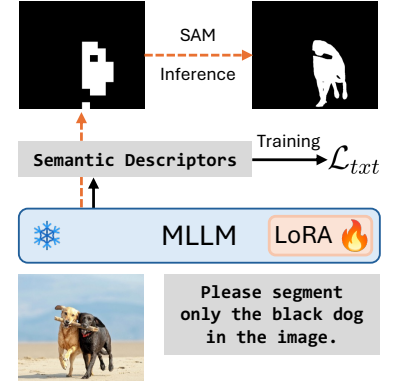 SAM
Inference
Semantic Descriptors
Training
ℒtxt
MLLM
LoRA
Please segment
only the black dog
in the image.